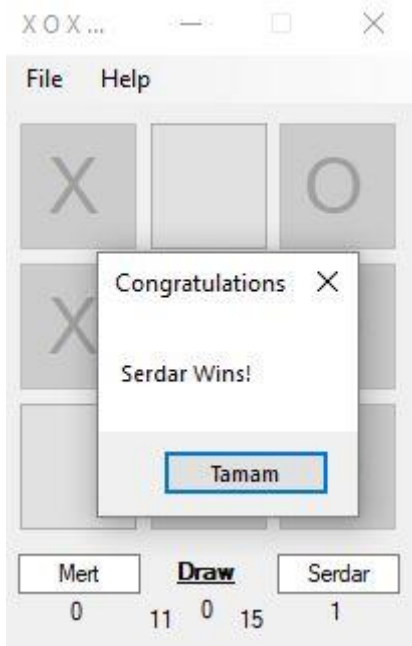 X O X ...
File Help
X O
X
Congratulations
Serdar Wins!
Tamam
Mert Draw Serdar
0 11 0 15 1